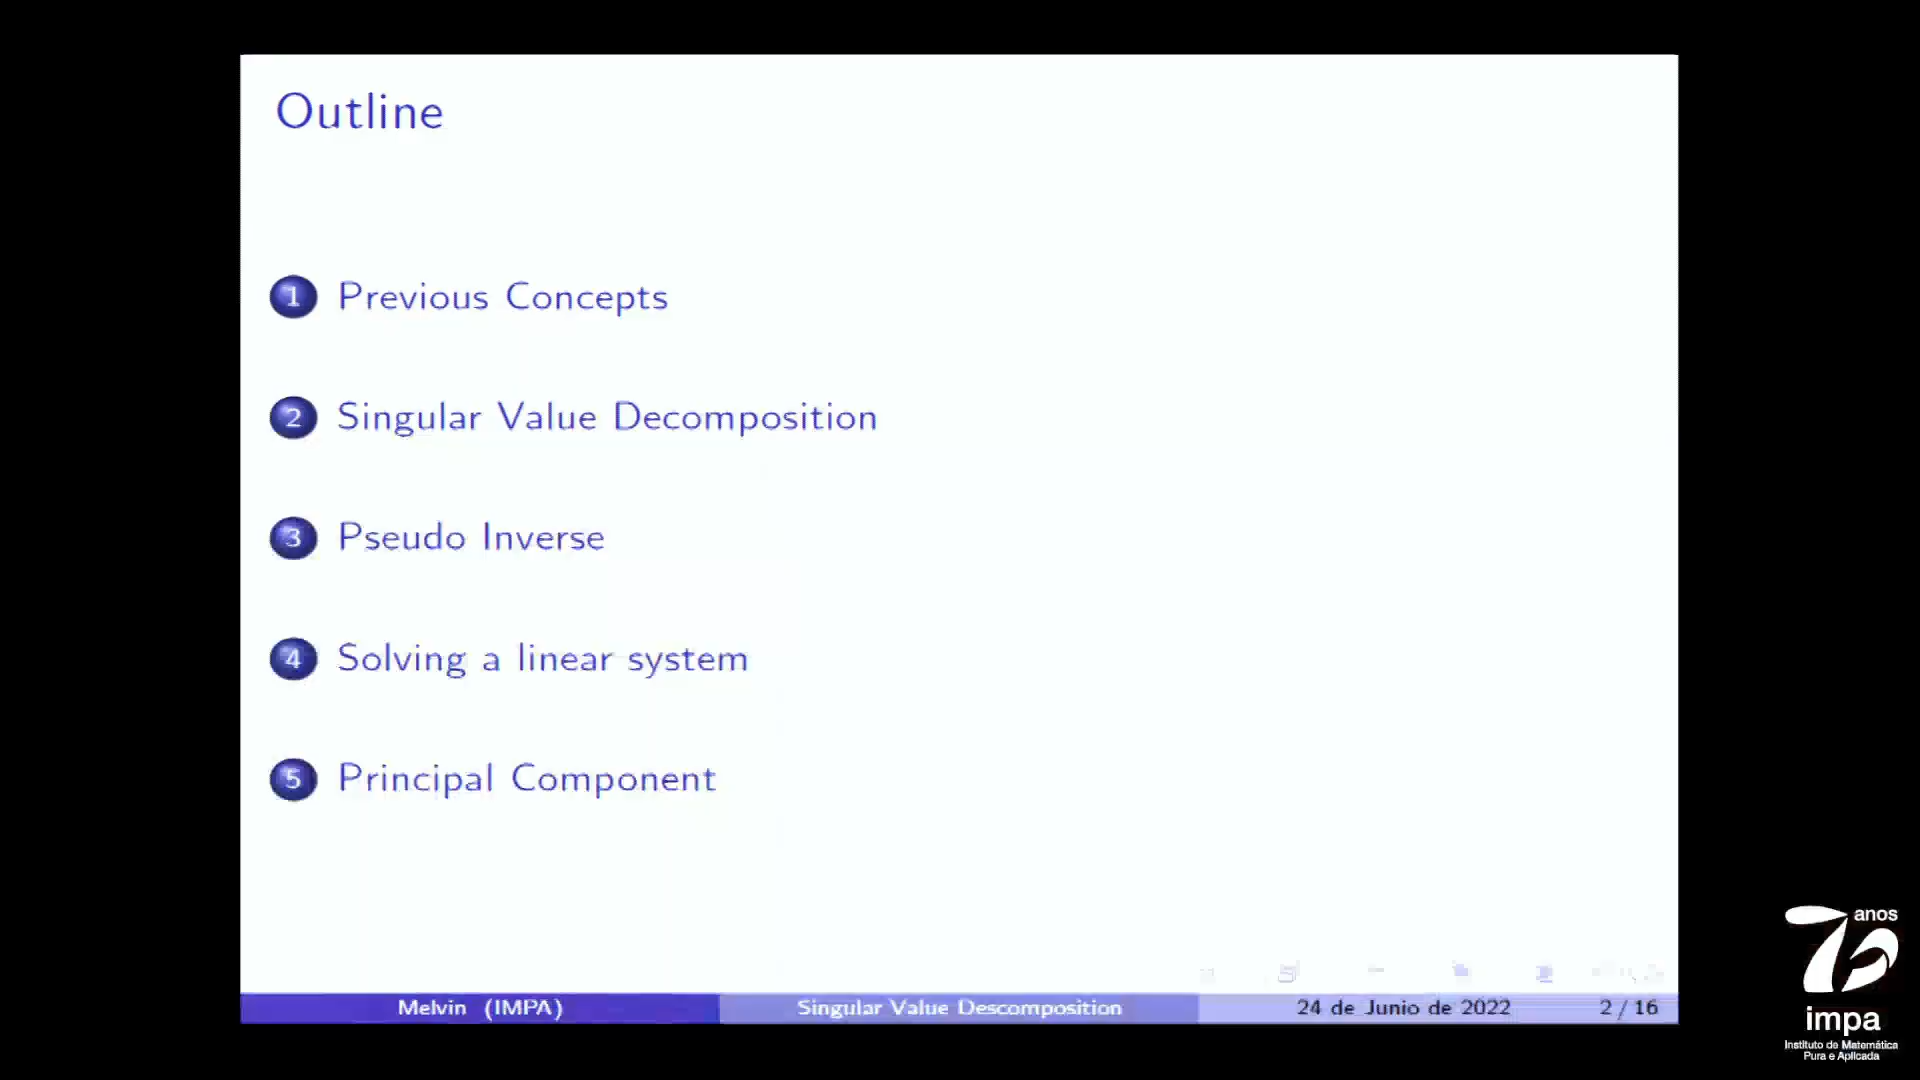 Outline
1 Previous Concepts
2 Singular Value Decomposition
3 Pseudo Inverse
4 Solving a linear system
5 Principal Component
Melvin (IMPA) Singular Value Descomposition 24 de Junio de 2022 2 / 16
70 anos
impa
Instituto de Matemática
Pura e Aplicada